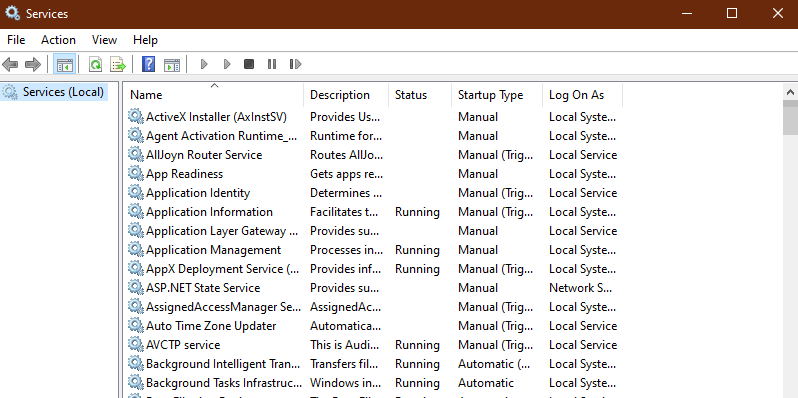 Services
File Action View Help
Services (Local)
Name Description Status Startup Type Log On As
ActiveX Installer (AxInstSV) Provides Us... Manual Local Syste...
Agent Activation Runtime_... Runtime for... Manual Local Syste...
AllJoyn Router Service Routes AllJo... Manual (Trig... Local Service
App Readiness Gets apps re... Manual Local Syste...
Application Identity Determines ... Manual (Trig... Local Service
Application Information Facilitates t... Running Manual (Trig... Local Syste...
Application Layer Gateway ... Provides su... Manual Local Service
Application Management Processes in... Running Manual Local Syste...
AppX Deployment Service (... Provides inf... Running Manual (Trig... Local Syste...
ASP.NET State Service Provides su... Manual Network S...
AssignedAccessManager Se... AssignedAc... Manual (Trig... Local Syste...
Auto Time Zone Updater Automatica... Manual (Trig... Local Service
AVCTP service This is Audi... Running Manual (Trig... Local Service
Background Intelligent Tran... Transfers fil... Running Automatic (... Local Syste...
Background Tasks Infrastruc... Windows in... Running Automatic Local Syste...